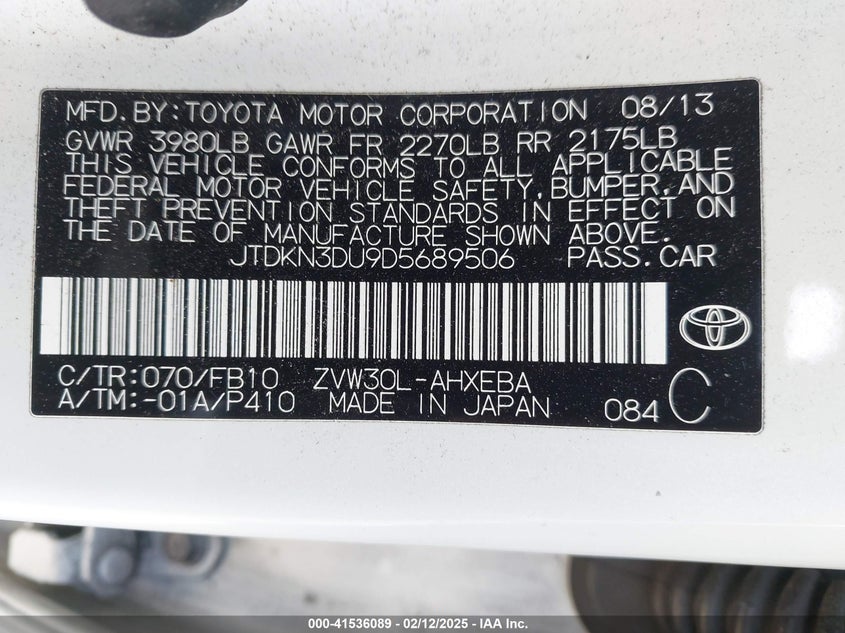 MFD.BY:TOYOTA MOTOR CORPORATION 08/13
GVWR 3980LB GAWR FR 2270LB RR 2175LB
THIS VEHICLE CONFORMS TO ALL APPLICABLE
FEDERAL MOTOR VEHICLE SAFETY,BUMPER,AND
THEFT PREVENTION STANDARDS IN EFFECT ON
THE DATE OF MANUFACTURE SHOWN ABOVE.
JTDKN3DU9D5689506 PASS.CAR
C/TR:070/FB10 ZVW30L-AHXEBA
A/TM:-01A/P410 MADE IN JAPAN 084 C
000-41536089 - 02/12/2025 - IAA Inc.